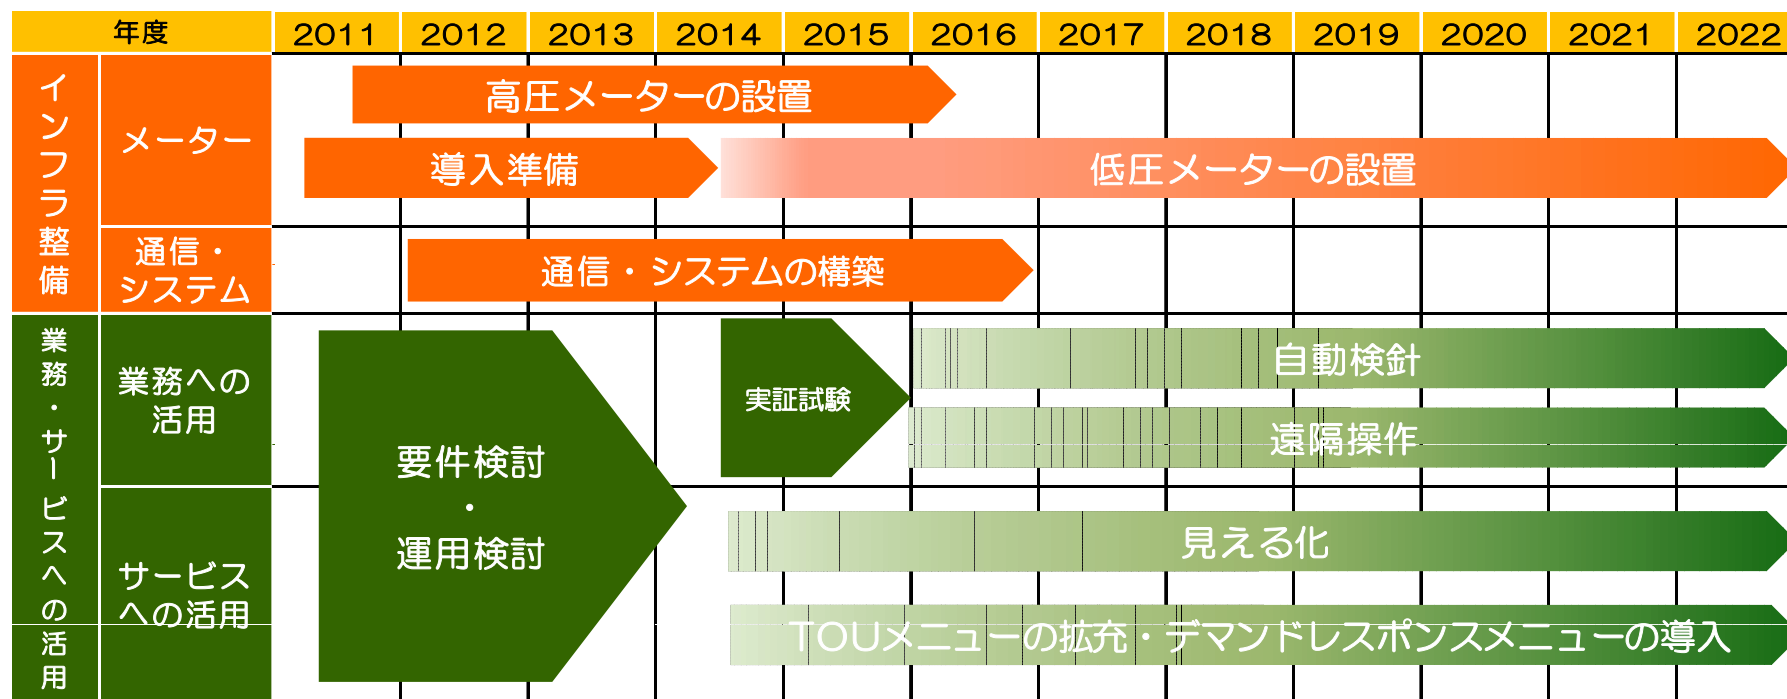 年度 2011 2012 2013 2014 2015 2016 2017 2018 2019 2020 2021 2022
インフラ整備
メーター
高圧メーターの設置
導入準備
低圧メーターの設置
通信・
システム
通信・システムの構築
業務・サービスへの活用
業務への
活用
要件検討
・
運用検討
実証試験
自動検針
遠隔操作
サービス
への活用
見える化
TOUメニューの拡充・デマンドレスポンスメニューの導入